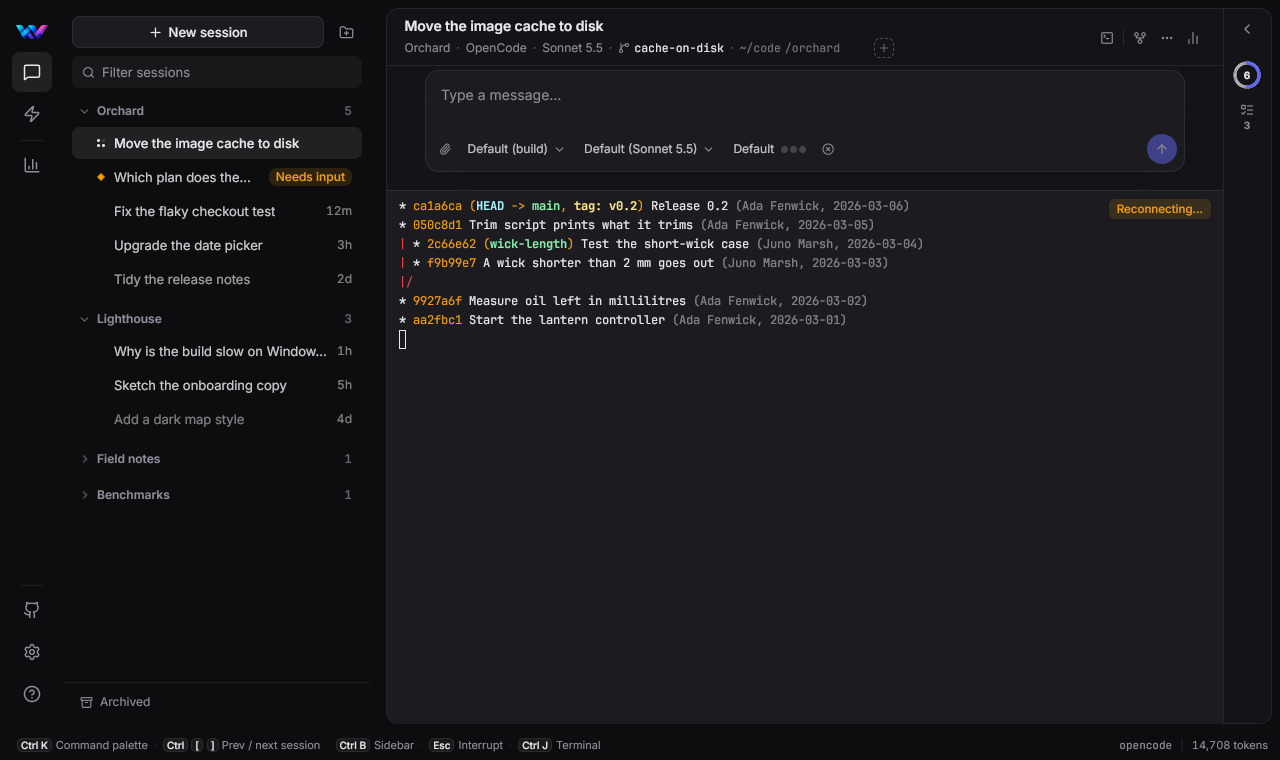 New session
Filter sessions
Orchard 5
Move the image cache to disk
Which plan does the... Needs input
Fix the flaky checkout test 12m
Upgrade the date picker 3h
Tidy the release notes 2d
Lighthouse 3
Why is the build slow on Window... 1h
Sketch the onboarding copy 5h
Add a dark map style 4d
Field notes 1
Benchmarks 1
Archived
Move the image cache to disk
Orchard · OpenCode · Sonnet 5.5 · cache-on-disk · ~/code /orchard
Type a message...
Default (build) Default (Sonnet 5.5) Default
* ca1a6ca (HEAD -> main, tag: v0.2) Release 0.2 (Ada Fenwick, 2026-03-06)
Reconnecting...
* 050c8d1 Trim script prints what it trims (Ada Fenwick, 2026-03-05)
| * 2c66e62 (wick-length) Test the short-wick case (Juno Marsh, 2026-03-04)
| * f9b99e7 A wick shorter than 2 mm goes out (Juno Marsh, 2026-03-03)
|/
* 9927a6f Measure oil left in millilitres (Ada Fenwick, 2026-03-02)
* aa2fbc1 Start the lantern controller (Ada Fenwick, 2026-03-01)
6
3
Ctrl K Command palette · Ctrl [ ] Prev / next session · Ctrl B Sidebar · Esc Interrupt · Ctrl J Terminal
opencode 14,708 tokens